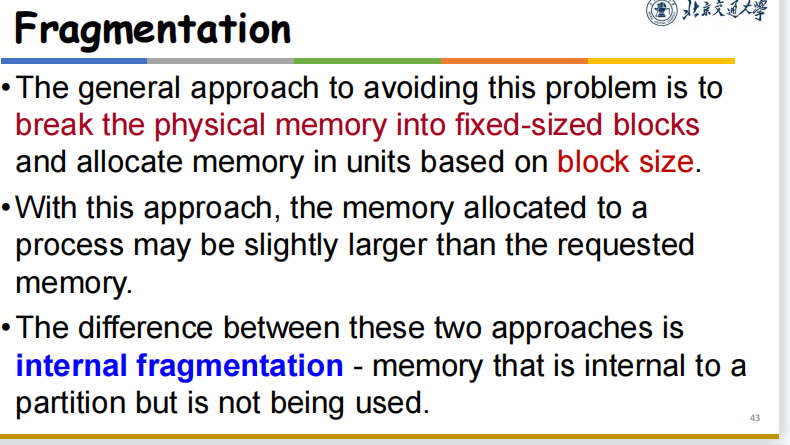 Fragmentation
北京交通大学
•The general approach to avoiding this problem is to
break the physical memory into fixed-sized blocks
and allocate memory in units based on block size.
•With this approach, the memory allocated to a
process may be slightly larger than the requested
memory.
•The difference between these two approaches is
internal fragmentation - memory that is internal to a
partition but is not being used.
43